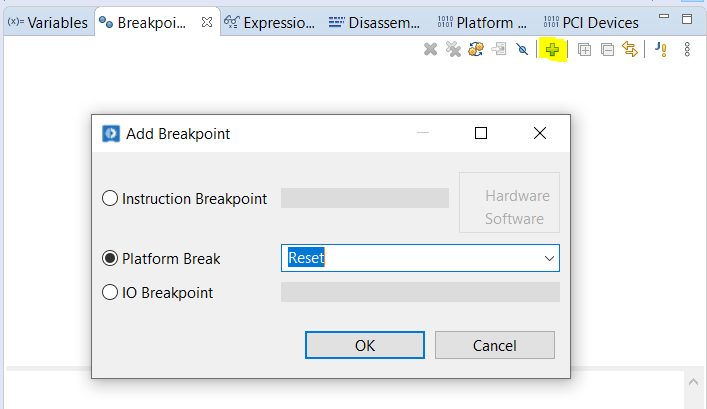 (x)= Variables Breakpoi... Expressio... Disassem... Platform ... PCI Devices
Add Breakpoint
Instruction Breakpoint
Hardware
Software
Platform Break Reset
IO Breakpoint
OK Cancel